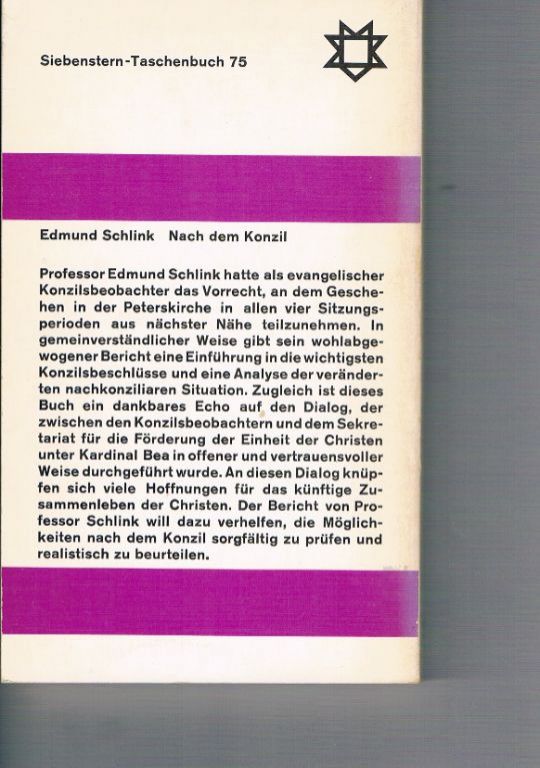 Siebenstern-Taschenbuch 75
Edmund Schlink Nach dem Konzil
Professor Edmund Schlink hatte als evangelischer
Konzilsbeobachter das Vorrecht, an dem Gesche-
hen in der Peterskirche in allen vier Sitzungs-
perioden aus nächster Nähe teilzunehmen. In
gemeinverständlicher Weise gibt sein wohlabge-
wogener Bericht eine Einführung in die wichtigsten
Konzilsbeschlüsse und eine Analyse der veränder-
ten nachkonziliaren Situation. Zugleich ist dieses
Buch ein dankbares Echo auf den Dialog, der
zwischen den Konzilsbeobachtern und dem Sekre-
tariat für die Förderung der Einheit der Christen
unter Kardinal Bea in offener und vertrauensvoller
Weise durchgeführt wurde. An diesen Dialog knüp-
fen sich viele Hoffnungen für das künftige Zu-
sammenleben der Christen. Der Bericht von Pro-
fessor Schlink will dazu verhelfen, die Möglich-
keiten nach dem Konzil sorgfältig zu prüfen und
realistisch zu beurteilen.